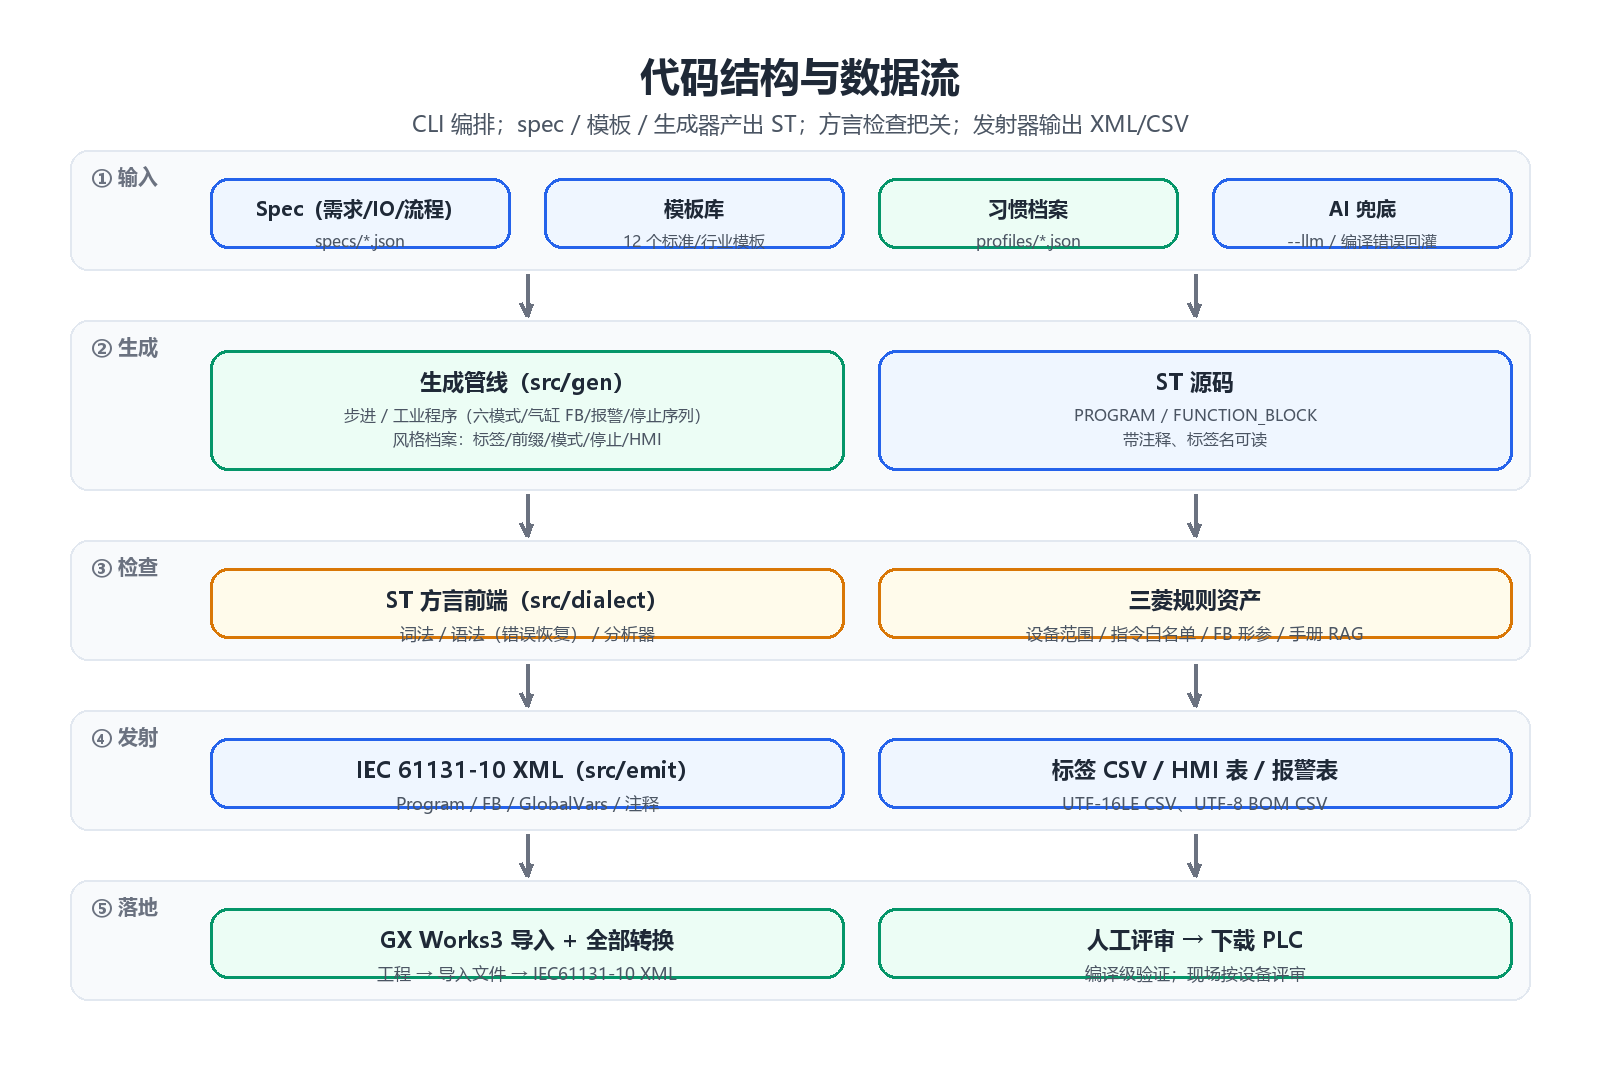 代码结构与数据流
CLI 编排；spec / 模板 / 生成器产出 ST；方言检查把关；发射器输出 XML/CSV
① 输入
Spec（需求/IO/流程）
specs/*.json
模板库
12 个标准/行业模板
习惯档案
profiles/*.json
AI 兜底
--llm / 编译错误回灌
② 生成
生成管线（src/gen）
步进 / 工业程序（六模式/气缸 FB/报警/停止序列）
风格档案：标签/前缀/模式/停止/HMI
ST 源码
PROGRAM / FUNCTION_BLOCK
带注释、标签名可读
③ 检查
ST 方言前端（src/dialect）
词法 / 语法（错误恢复） / 分析器
三菱规则资产
设备范围 / 指令白名单 / FB 形参 / 手册 RAG
④ 发射
IEC 61131-10 XML（src/emit）
Program / FB / GlobalVars / 注释
标签 CSV / HMI 表 / 报警表
UTF-16LE CSV、UTF-8 BOM CSV
⑤ 落地
GX Works3 导入 + 全部转换
工程 → 导入文件 → IEC61131-10 XML
人工评审 → 下载 PLC
编译级验证；现场按设备评审